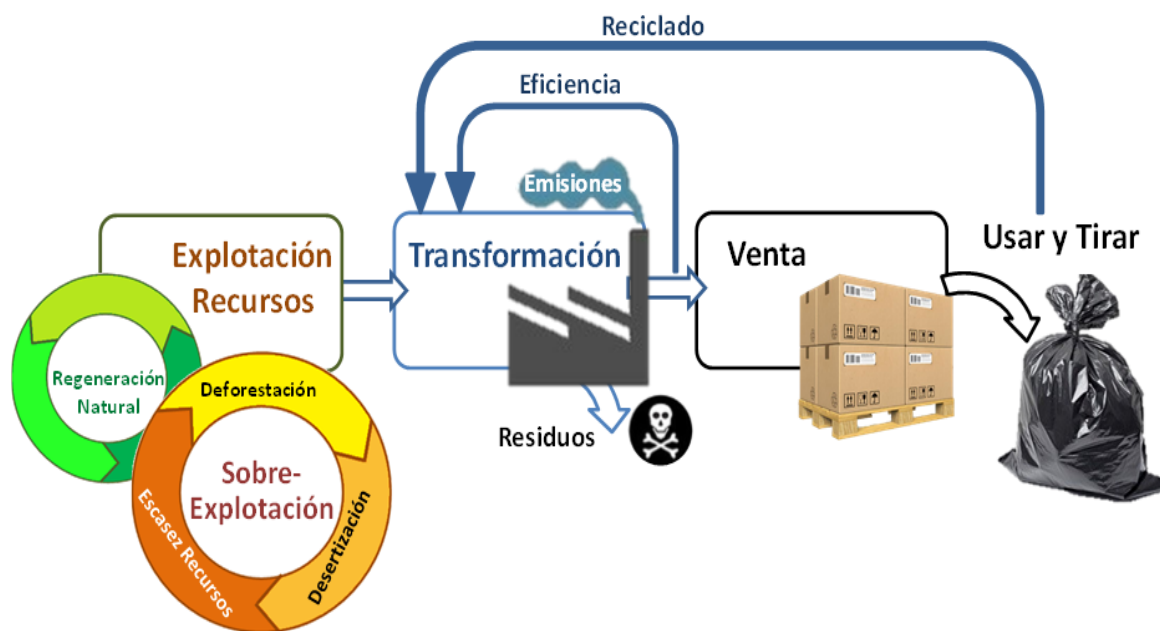 Reciclado
Eficiencia
Emisiones
Explotación
Recursos
Transformación
Venta
Usar y Tirar
Regeneración
Natural
Deforestación
Sobre-
Explotación
Escasez Recursos
Desertización
Residuos